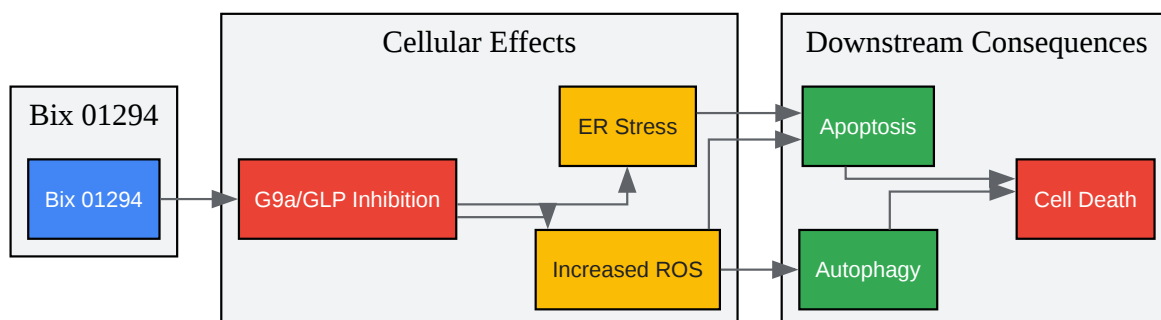 Bix 01294
Bix 01294
Cellular Effects
G9a/GLP Inhibition
ER Stress
Increased ROS
Downstream Consequences
Apoptosis
Autophagy
Cell Death